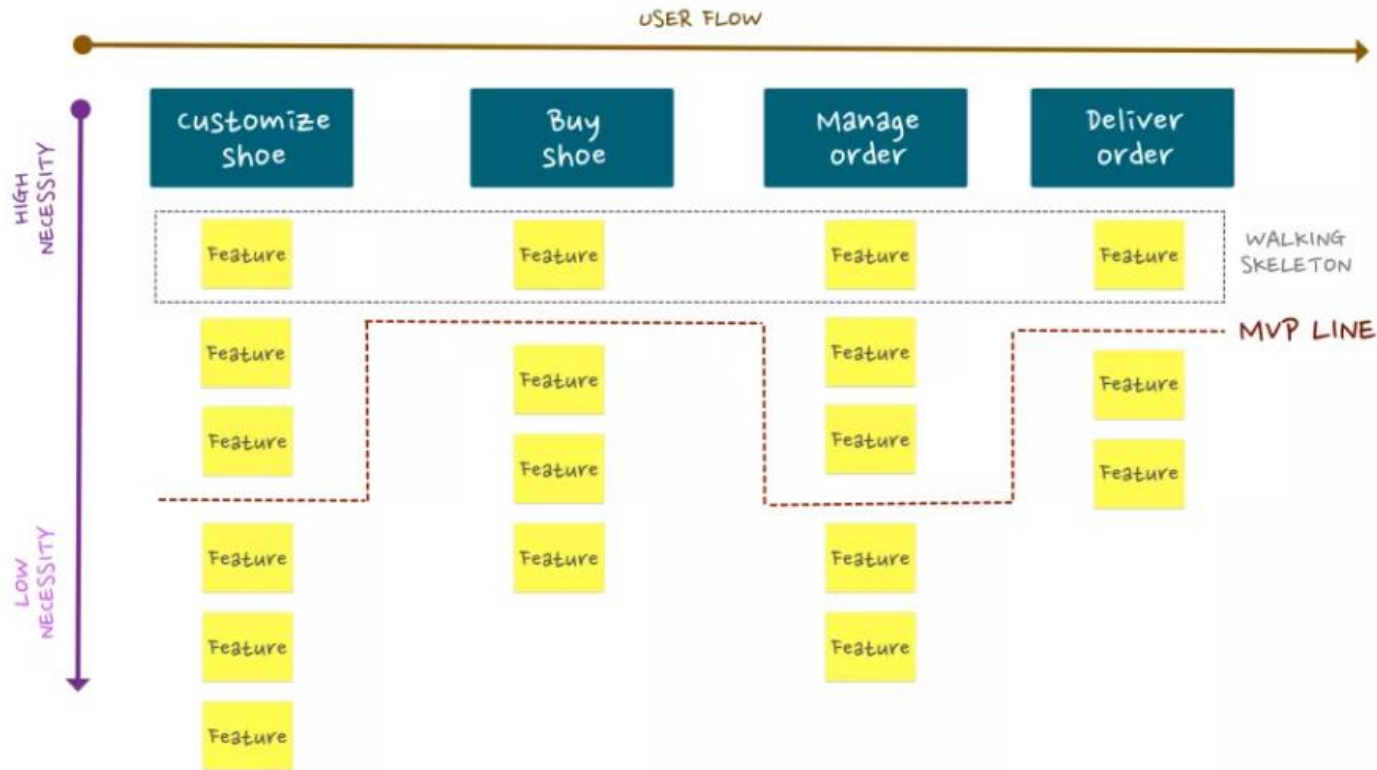 USER FLOW
HIGH
NECESSITY
Customize
shoe
Buy
shoe
Manage
order
Deliver
order
Feature
Feature
Feature
Feature
WALKING
SKELETON
MVP LINE
Feature
Feature
Feature
Feature
Feature
Feature
Feature
Feature
LOW
NECESSITY
Feature
Feature
Feature
Feature
Feature
Feature